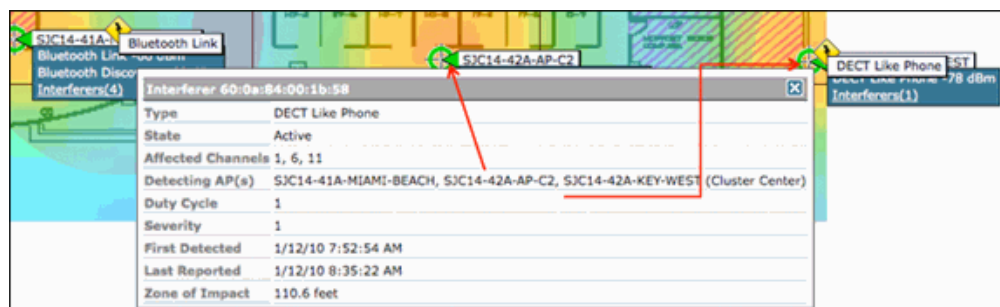 SJC14-41A-
Bluetooth Link
Bluetooth Link dBm
Bluetooth
Interferers(4)
SJC14-42A-AP-C2
DECT Like Phone
EST
DECT Like Phone -78 dBm
Interferers(1)
Interferer 60:0a:84:00:1b:58
Type DECT Like Phone
State Active
Affected Channels 1, 6, 11
Detecting AP(s) SJC14-41A-MIAMI-BEACH, SJC14-42A-AP-C2, SJC14-42A-KEY-WEST (Cluster Center)
Duty Cycle 1
Severity 1
First Detected 1/12/10 7:52:54 AM
Last Reported 1/12/10 8:35:22 AM
Zone of Impact 110.6 feet